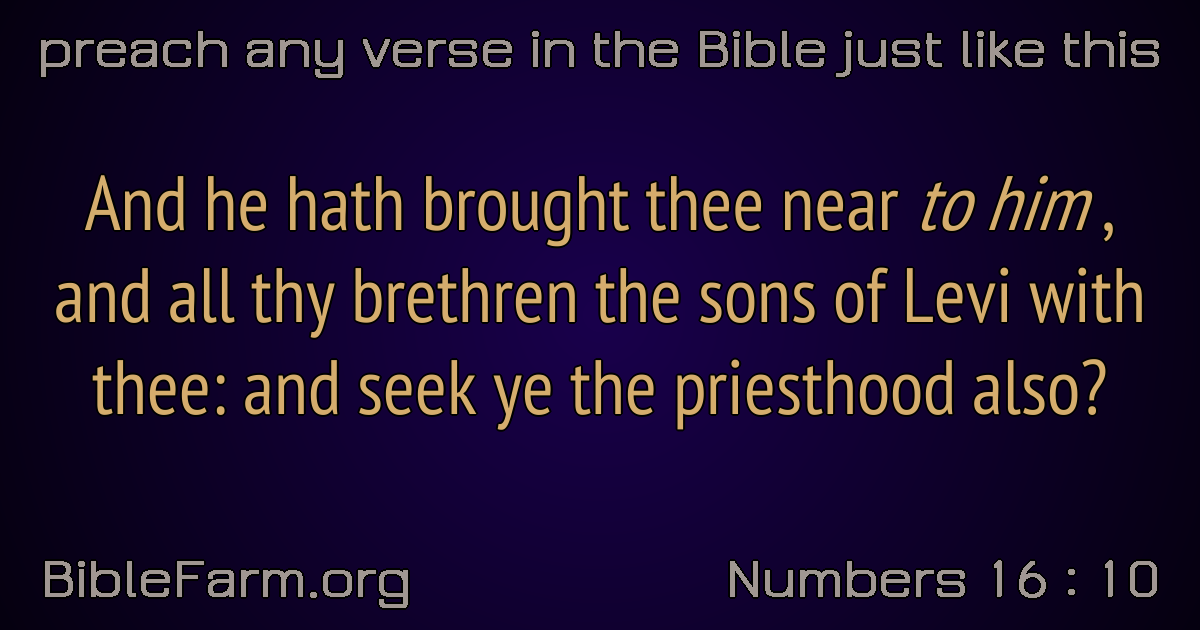 preach any verse in the Bible just like this
And he hath brought thee near to him ,
and all thy brethren the sons of Levi with
thee: and seek ye the priesthood also?
BibleFarm.org
Numbers 16 : 10